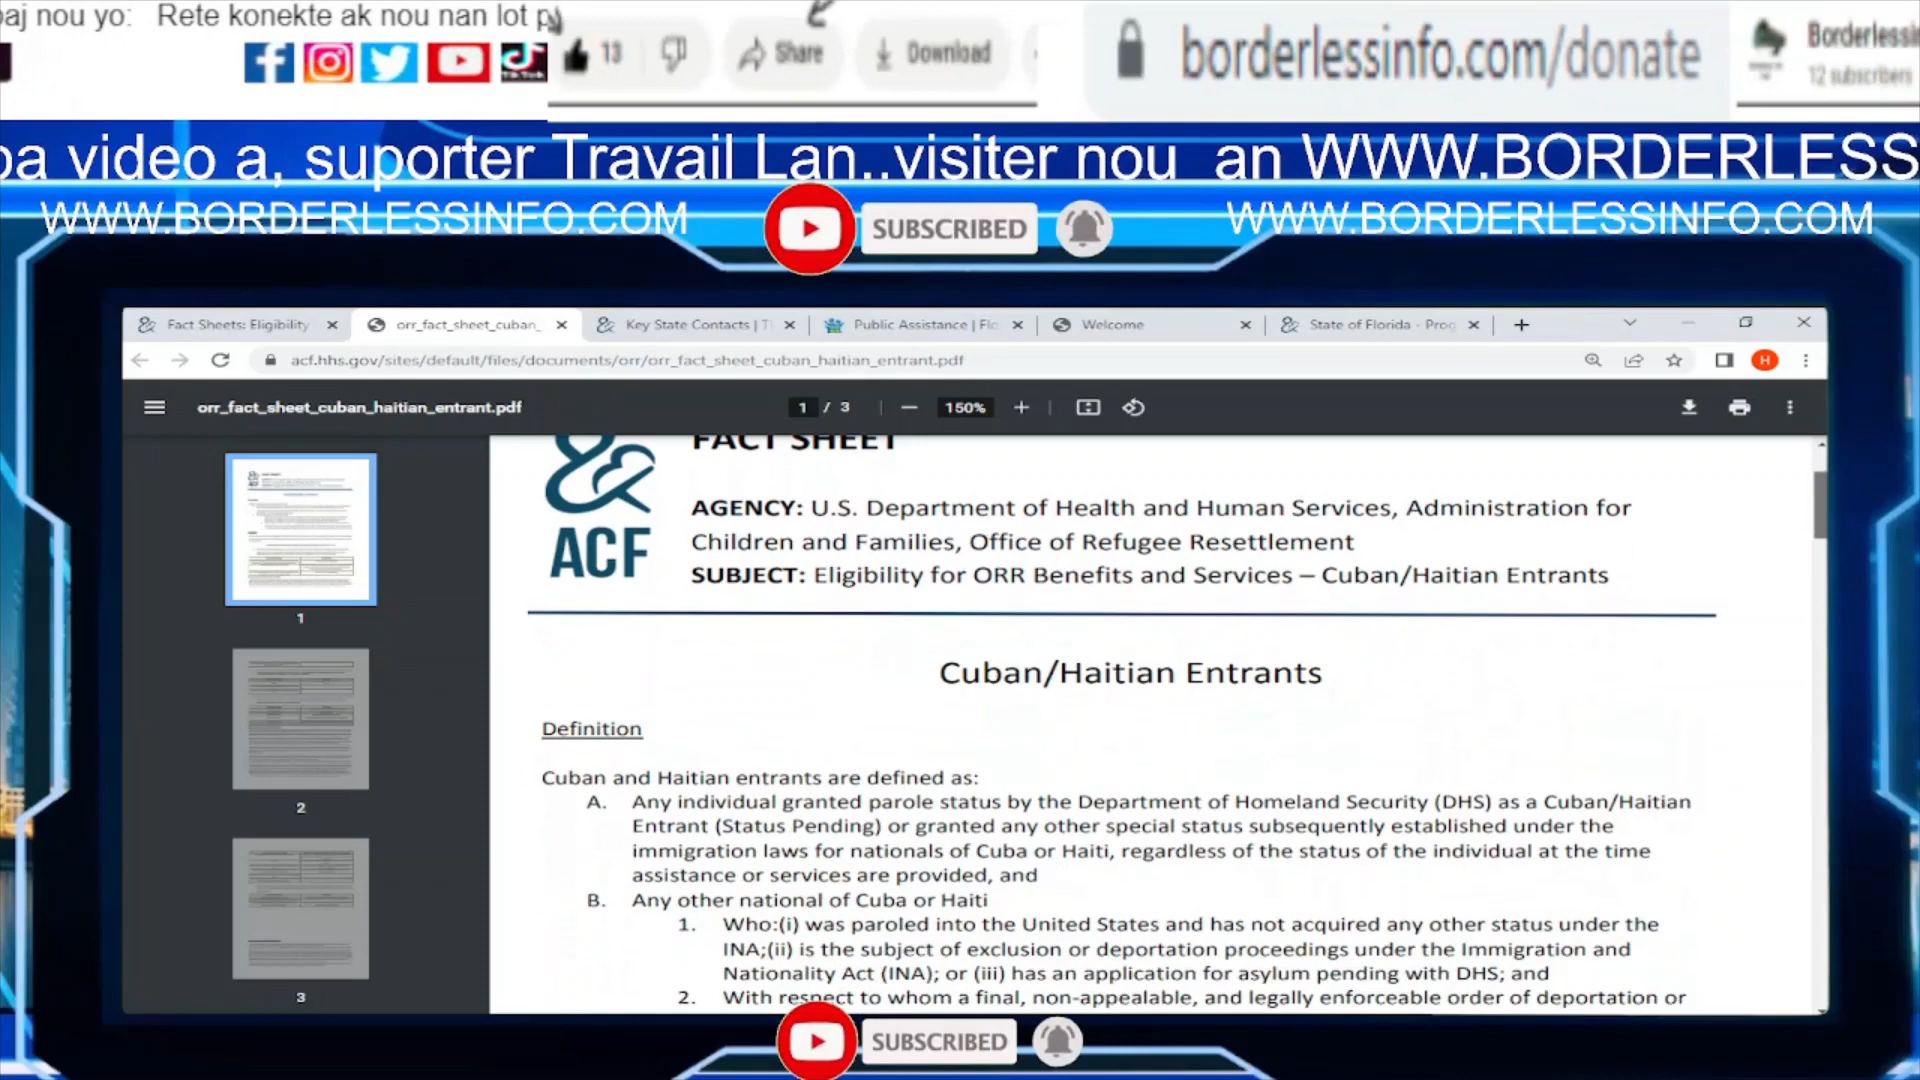 aj nou yo: Rete konekte ak nou nan lot p
13
Share
Download
borderlessinfo.com/donate
Borderlessin
12 subscribers
pa video a, suporter Travail Lan..visiter nou an WWW.BORDERLESS
WWW.BORDERLESSINFO.COM
SUBSCRIBED
WWW.BORDERLESSINFO.COM
Fact Sheets: Eligibility
orr_fact_sheet_cuban_
Key State Contacts | T
Public Assistance | Flo
Welcome
State of Florida - Prog
acf.hhs.gov/sites/default/files/documents/orr/orr_fact_sheet_cuban_haitian_entrant.pdf
H
orr_fact_sheet_cuban_haitian_entrant.pdf
1 / 3
150%
1
2
3
FACT SHEET
ACF
AGENCY: U.S. Department of Health and Human Services, Administration for
Children and Families, Office of Refugee Resettlement
SUBJECT: Eligibility for ORR Benefits and Services – Cuban/Haitian Entrants
Cuban/Haitian Entrants
Definition
Cuban and Haitian entrants are defined as:
A. Any individual granted parole status by the Department of Homeland Security (DHS) as a Cuban/Haitian
Entrant (Status Pending) or granted any other special status subsequently established under the
immigration laws for nationals of Cuba or Haiti, regardless of the status of the individual at the time
assistance or services are provided, and
B. Any other national of Cuba or Haiti
1. Who:(i) was paroled into the United States and has not acquired any other status under the
INA;(ii) is the subject of exclusion or deportation proceedings under the Immigration and
Nationality Act (INA); or (iii) has an application for asylum pending with DHS; and
2. With respect to whom a final, non-appealable, and legally enforceable order of deportation or
SUBSCRIBED